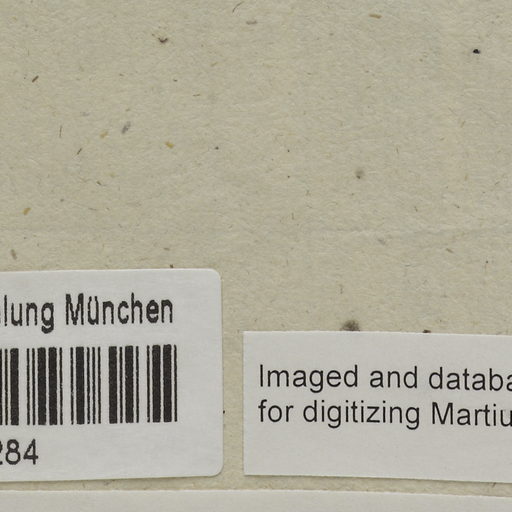 lung München
284
Imaged and databa
for digitizing Martiu